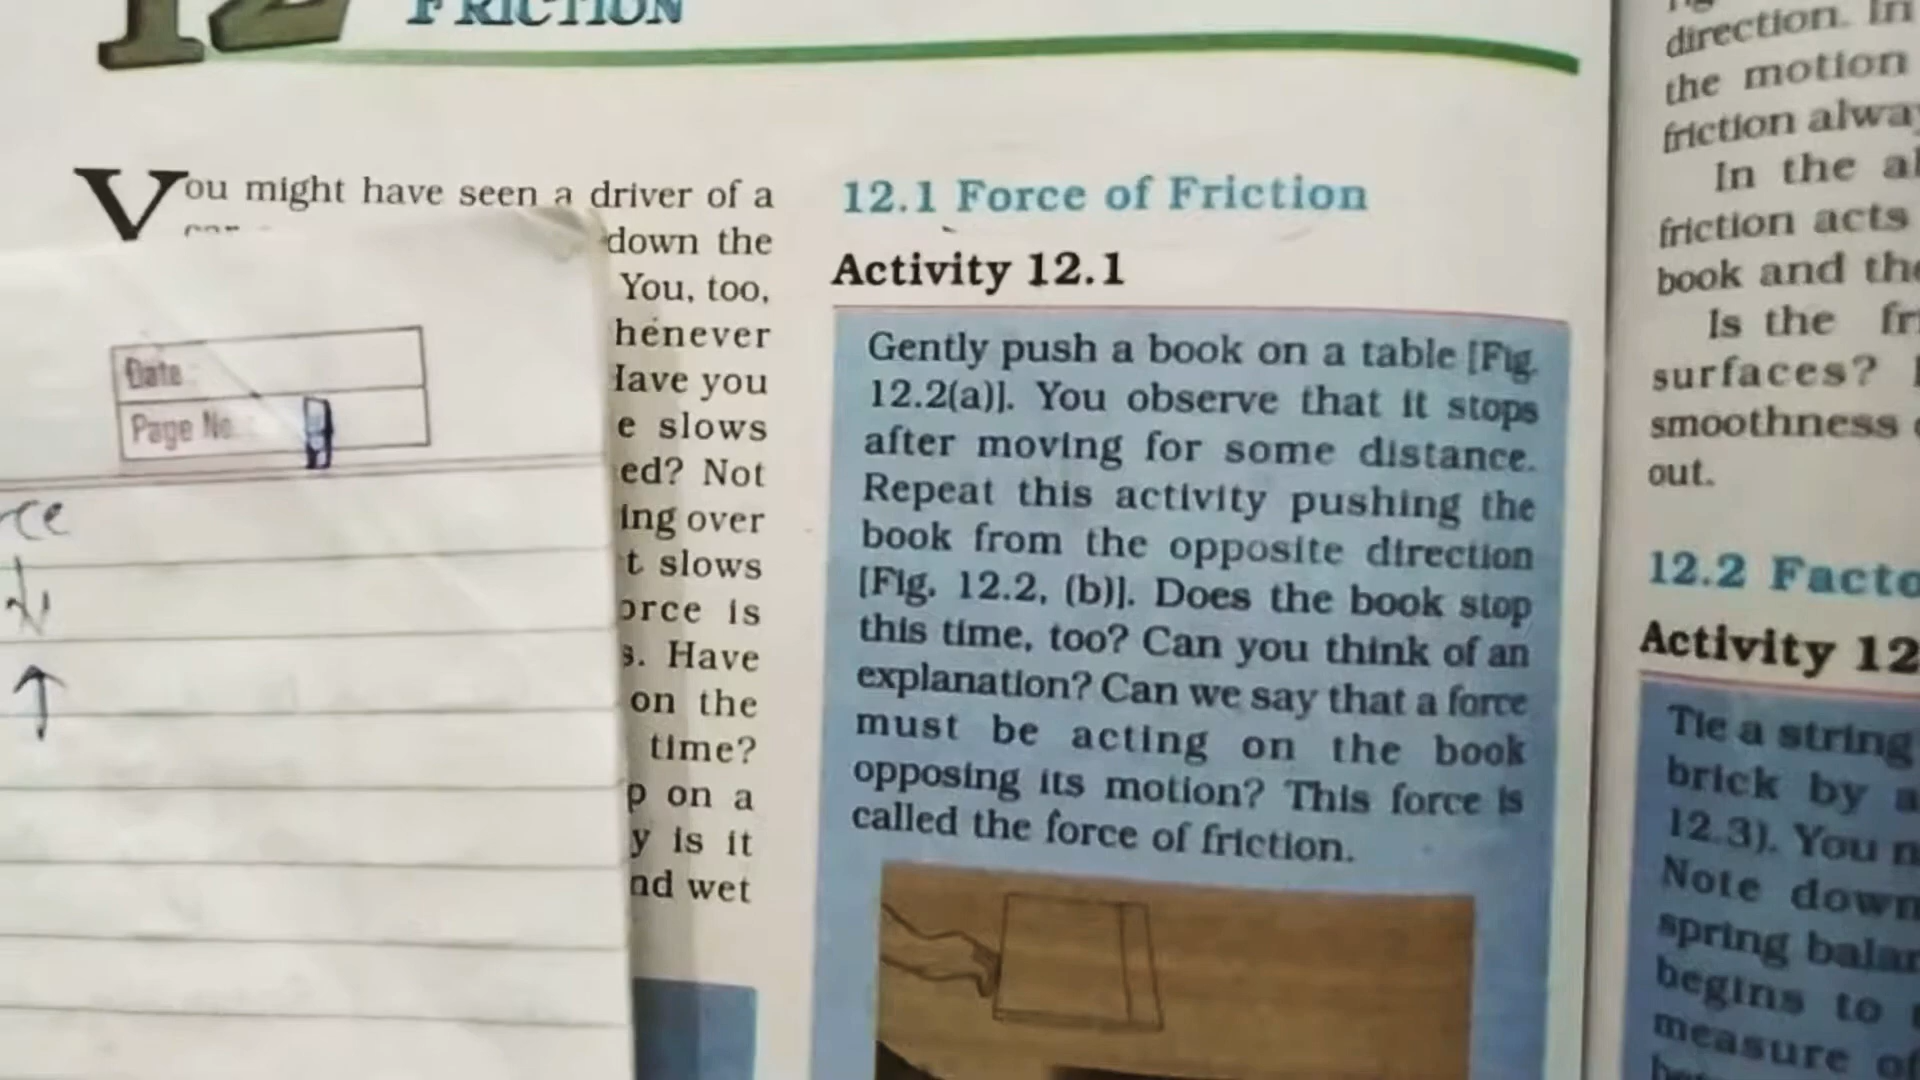 12 FRICTION
You might have seen a driver of a
down the
You, too,
henever
Have you
e slows
ed? Not
ing over
t slows
orce is
s. Have
on the
time?
p on a
y is it
nd wet
Date
Page No.
rce
12.1 Force of Friction
Activity 12.1
Gently push a book on a table [Fig.
12.2(a)]. You observe that it stops
after moving for some distance.
Repeat this activity pushing the
book from the opposite direction
[Fig. 12.2, (b)]. Does the book stop
this time, too? Can you think of an
explanation? Can we say that a force
must be acting on the book
opposing its motion? This force is
called the force of friction.
direction. In
the motion
friction alway
In the a
friction acts
book and the
Is the fri
surfaces?
smoothness
out.
12.2 Facto
Activity 12
Tie a string
brick by a
12.3). You n
Note down
spring balan
begins to
measure of